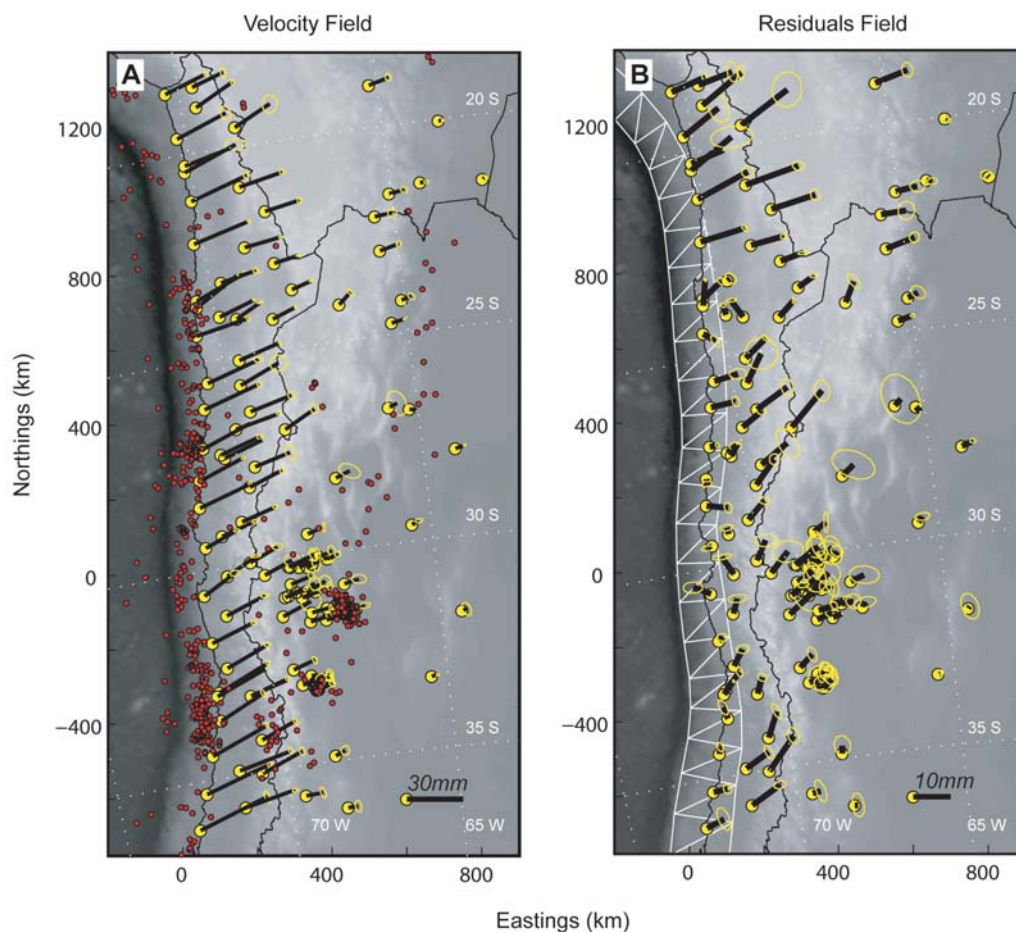 Velocity Field
Residuals Field
A
B
20 S
20 S
1200
1200
800
800
25 S
25 S
Northings (km)
400
400
30 S
30 S
0
0
–400
–400
35 S
35 S
30mm
10mm
70 W
65 W
70 W
65 W
0
400
0
400
800
Eastings (km)